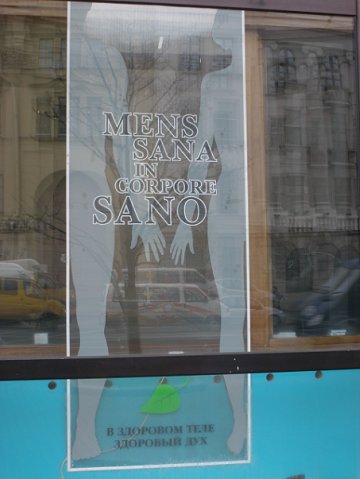 MENS
SANA
IN
CORPORE
SANO
В ЗДОРОВОМ ТЕЛЕ
ЗДОРОВЫЙ ДУХ